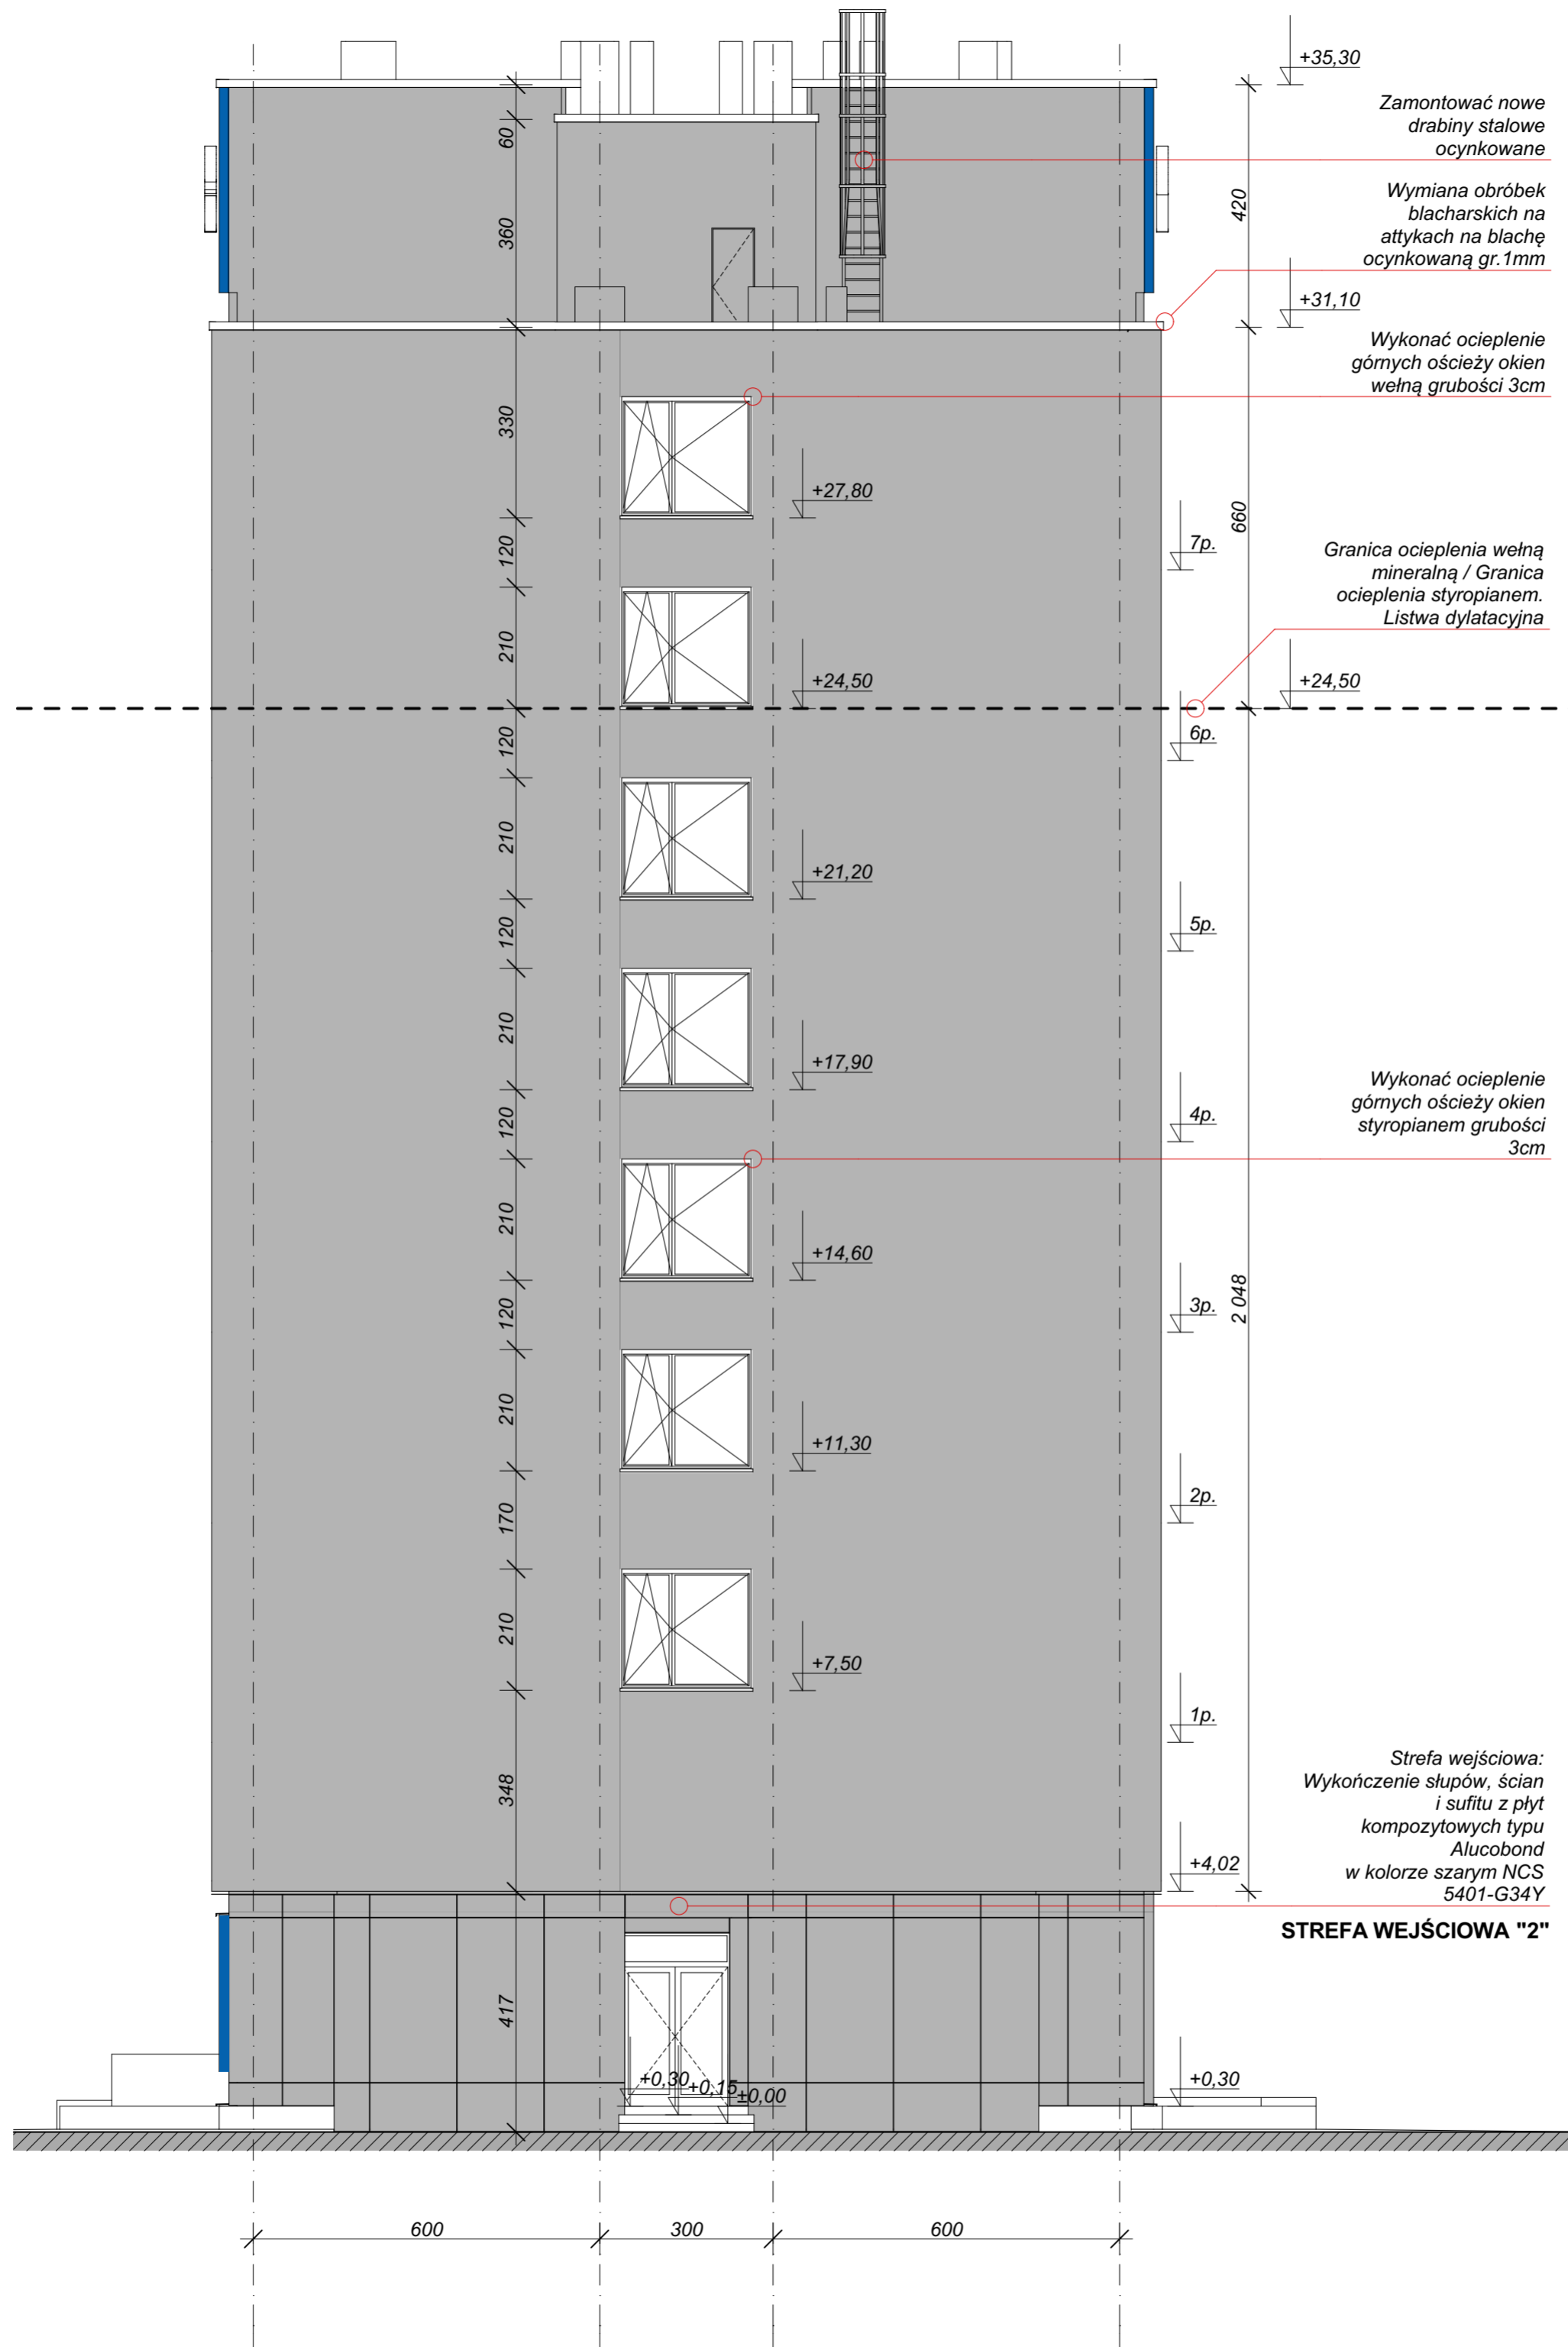 +35,30
Zamontować nowe
drabiny stalowe
ocynkowane
60
Wymiana obróbek
blacharskich na
attykach na blachę
ocynkowaną gr.1mm
420
360
+31,10
Wykonać ocieplenie
górnych ościeży okien
wełną grubości 3cm
330
+27,80
660
7p.
120
Granica ocieplenia wełną
mineralną / Granica
ocieplenia styropianem.
Listwa dylatacyjna
210
+24,50
+24,50
6p.
120
210
+21,20
5p.
120
210
+17,90
4p.
120
Wykonać ocieplenie
górnych ościeży okien
styropianem grubości
3cm
210
+14,60
3p.
2 048
120
210
+11,30
2p.
170
210
+7,50
1p.
348
Strefa wejściowa:
Wykończenie słupów, ścian
i sufitu z płyt
kompozytowych typu
Alucobond
w kolorze szarym NCS
5401-G34Y
+4,02
STREFA WEJŚCIOWA "2"
417
+0,30
+0,15
±0,00
+0,30
600
300
600